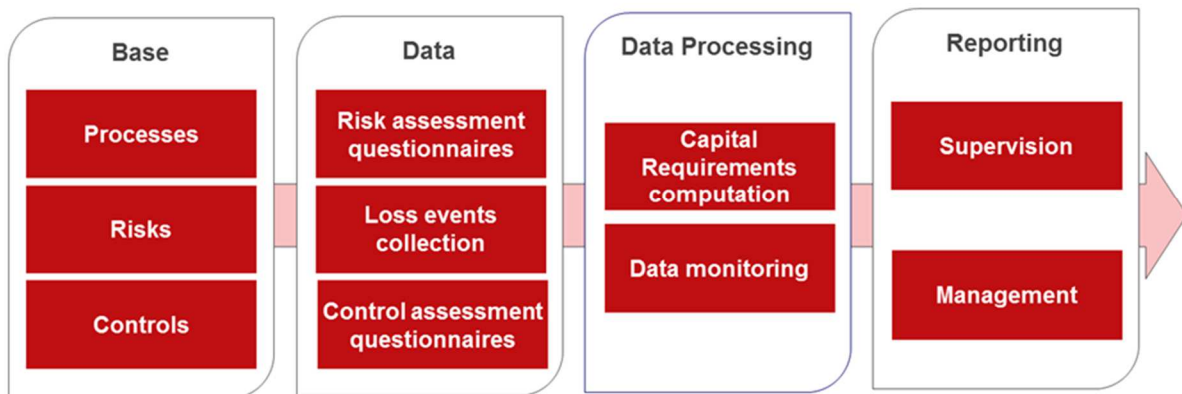 Base
Processes
Risks
Controls
Data
Risk assessment
questionnaires
Loss events
collection
Control assessment
questionnaires
Data Processing
Capital
Requirements
computation
Data monitoring
Reporting
Supervision
Management